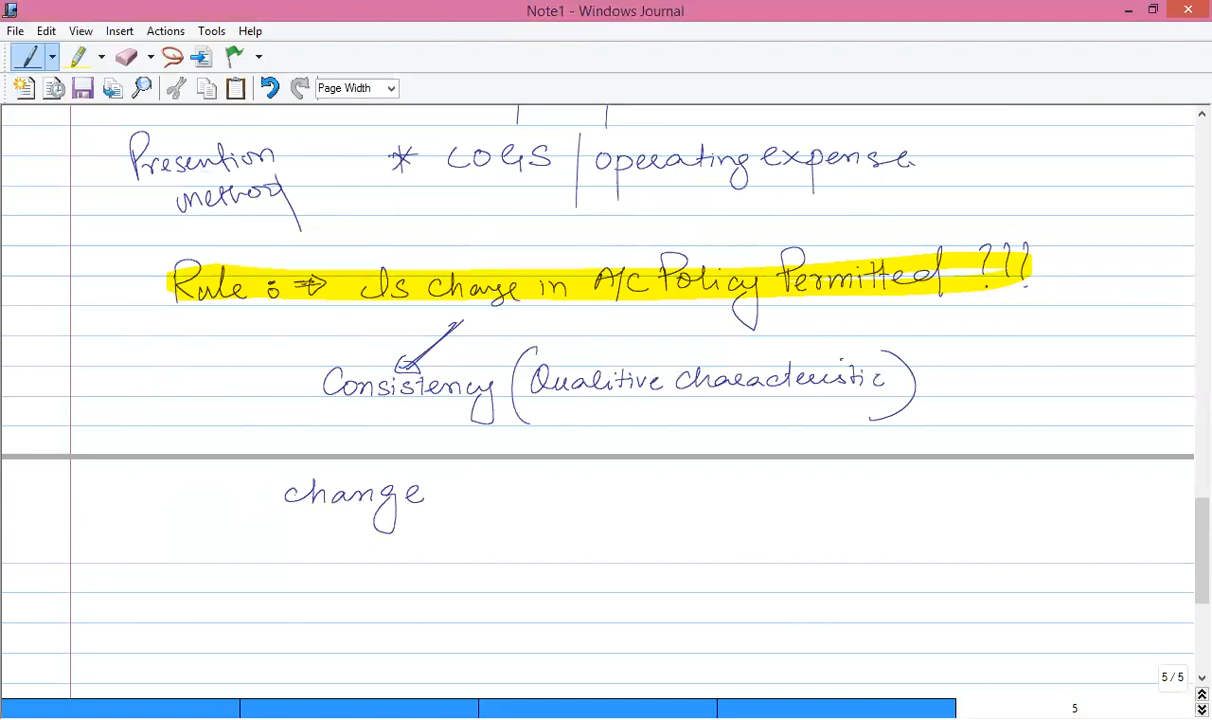 Note1 - Windows Journal
File Edit View Insert Actions Tools Help
Page Width
Presention * COGS | operating expense
method
Rule : ⇒ Is change in A/C Policy Permitted ???
Consistency (Qualitive characteristic)
change
5 / 5
5